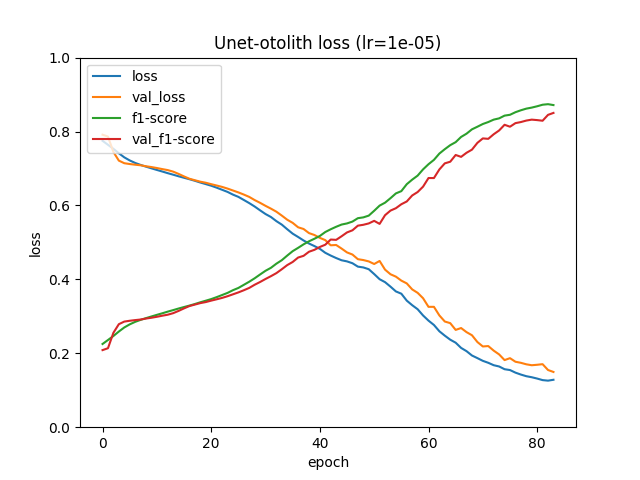 Unet-otolith loss (lr=1e-05)
loss
val_loss
f1-score
val_f1-score
1.0
0.8
0.6
0.4
0.2
0.0
loss
0 20 40 60 80
epoch